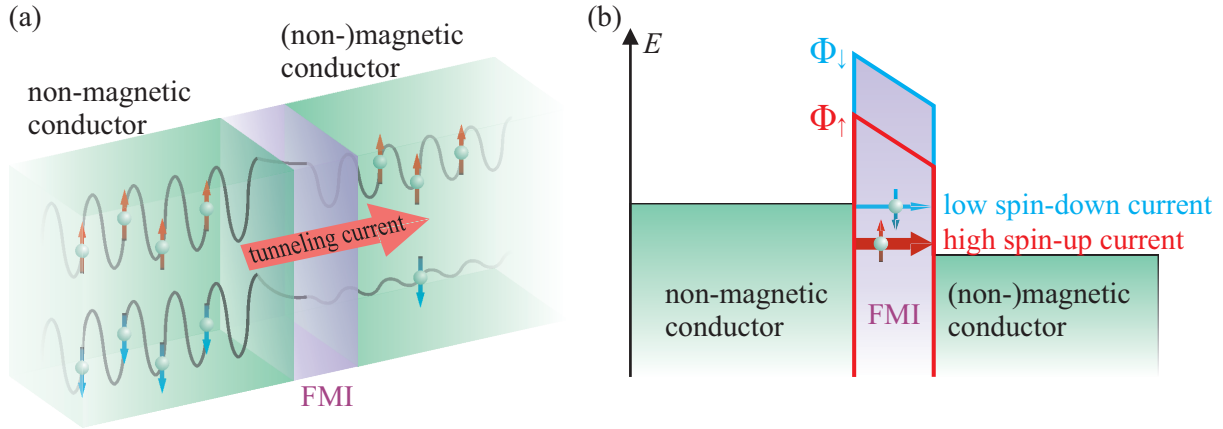 (a)
(non-)magnetic
conductor
non-magnetic
conductor
tunneling current
FMI
(b)
E
Φ↓
Φ↑
low spin-down current
high spin-up current
non-magnetic
conductor
FMI
(non-)magnetic
conductor